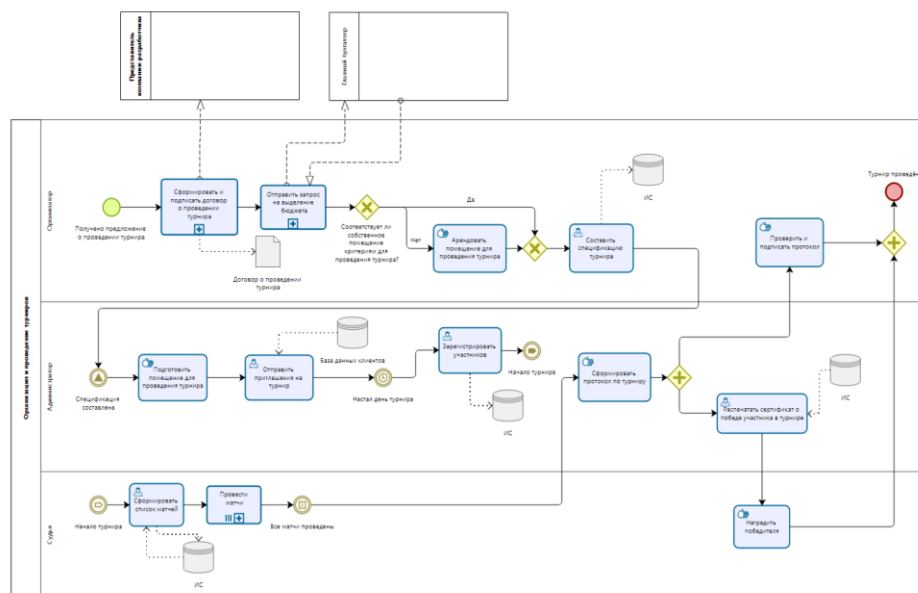 Представитель
компании-разработчика
Главный бухгалтер
Организация и проведение турниров
Организатор
Получено предложение
о проведении турнира
Сформировать и
подписать договор
о проведении
турнира
Договор о проведении
турнира
Отправить запрос
на выделение
бюджета
Соответствует ли
собственное
помещение
критериям для
проведения турнира?
Да
Нет
Арендовать
помещение для
проведения турнира
Составить
спецификацию
турнира
ИС
Проверить и
подписать протокол
Турнир проведён
Администратор
Спецификация
составлена
Подготовить
помещение для
проведения турнира
Отправить
приглашения на
турнир
База данных клиентов
Настал день турнира
Зарегистрировать
участников
ИС
Начало турнира
Сформировать
протокол по турниру
Распечатать сертификат о
победе участника в турнире
ИС
Судья
Начало турнира
Сформировать
список матчей
ИС
Провести
матчи
Все матчи проведены
Наградить
победителя